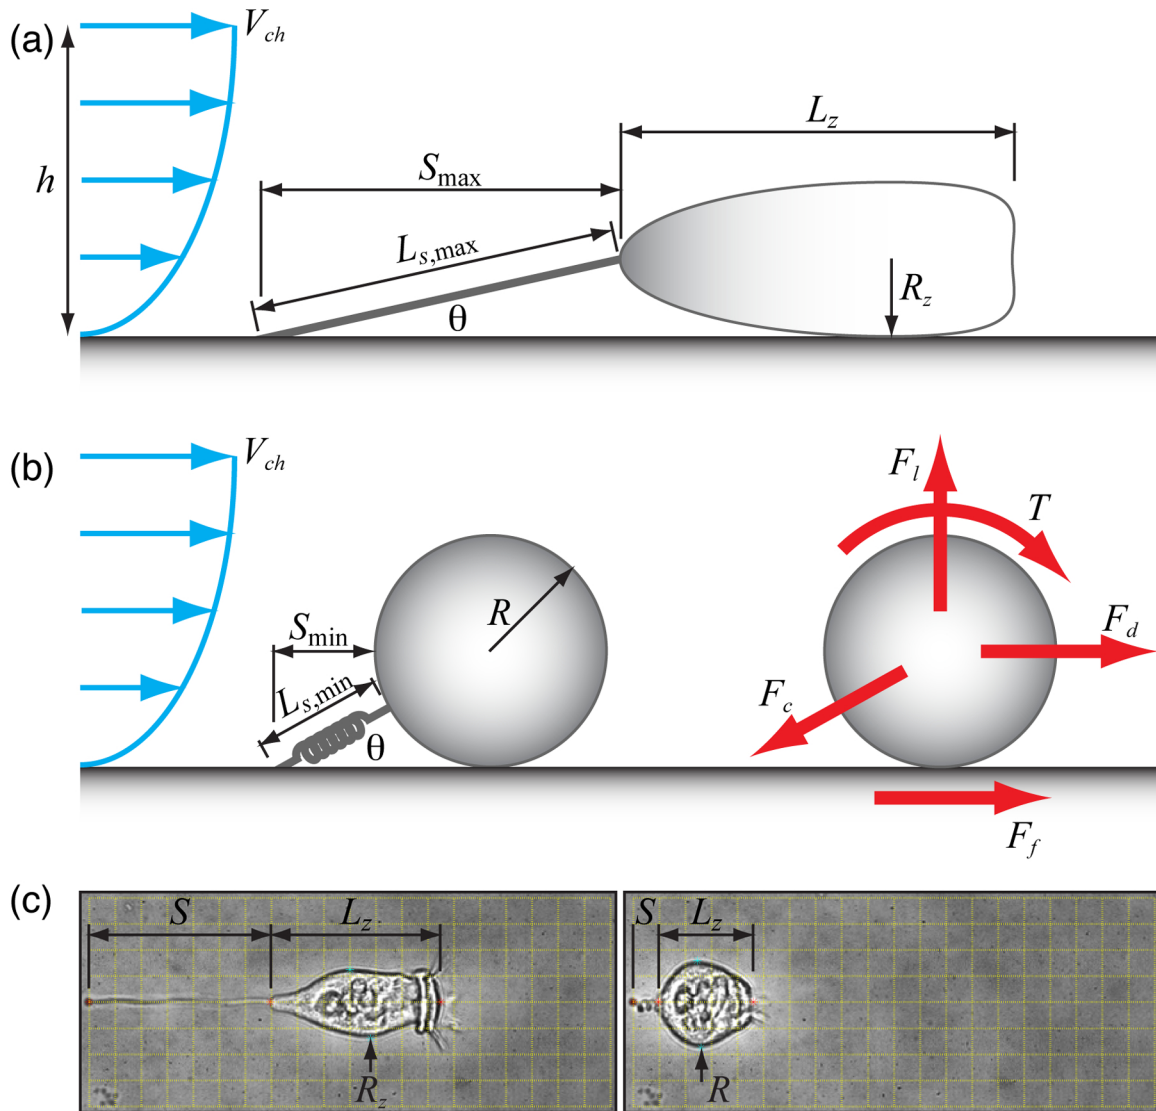 (a)
V_ch
h
S_max
L_z
L_s,max
θ
R_z
(b)
V_ch
S_min
L_s,min
θ
R
F_l
T
F_d
F_c
F_f
(c)
S
L_z
R_z
S
L_z
R